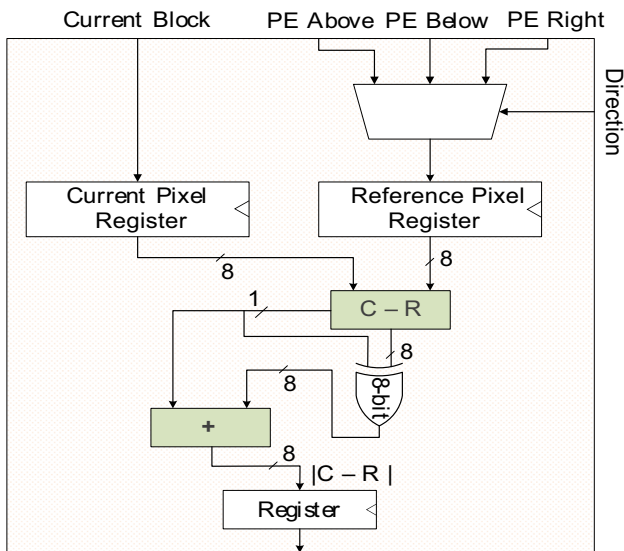 Current Block
PE Above PE Below PE Right
Direction
Current Pixel
Register
Reference Pixel
Register
8
8
C – R
1
8
8
8-bit
+
8
|C – R |
Register